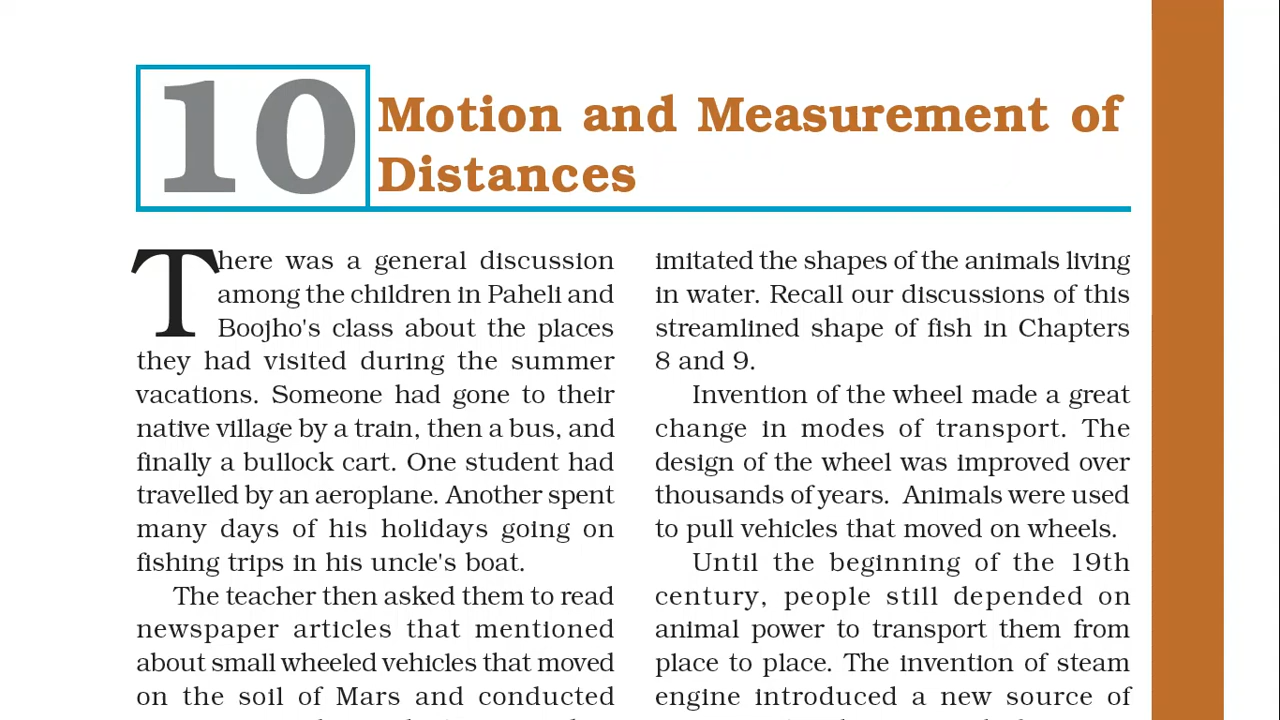 10
Motion and Measurement of
Distances
There was a general discussion
among the children in Paheli and
Boojho's class about the places
they had visited during the summer
vacations. Someone had gone to their
native village by a train, then a bus, and
finally a bullock cart. One student had
travelled by an aeroplane. Another spent
many days of his holidays going on
fishing trips in his uncle's boat.
The teacher then asked them to read
newspaper articles that mentioned
about small wheeled vehicles that moved
on the soil of Mars and conducted
imitated the shapes of the animals living
in water. Recall our discussions of this
streamlined shape of fish in Chapters
8 and 9.
Invention of the wheel made a great
change in modes of transport. The
design of the wheel was improved over
thousands of years. Animals were used
to pull vehicles that moved on wheels.
Until the beginning of the 19th
century, people still depended on
animal power to transport them from
place to place. The invention of steam
engine introduced a new source of